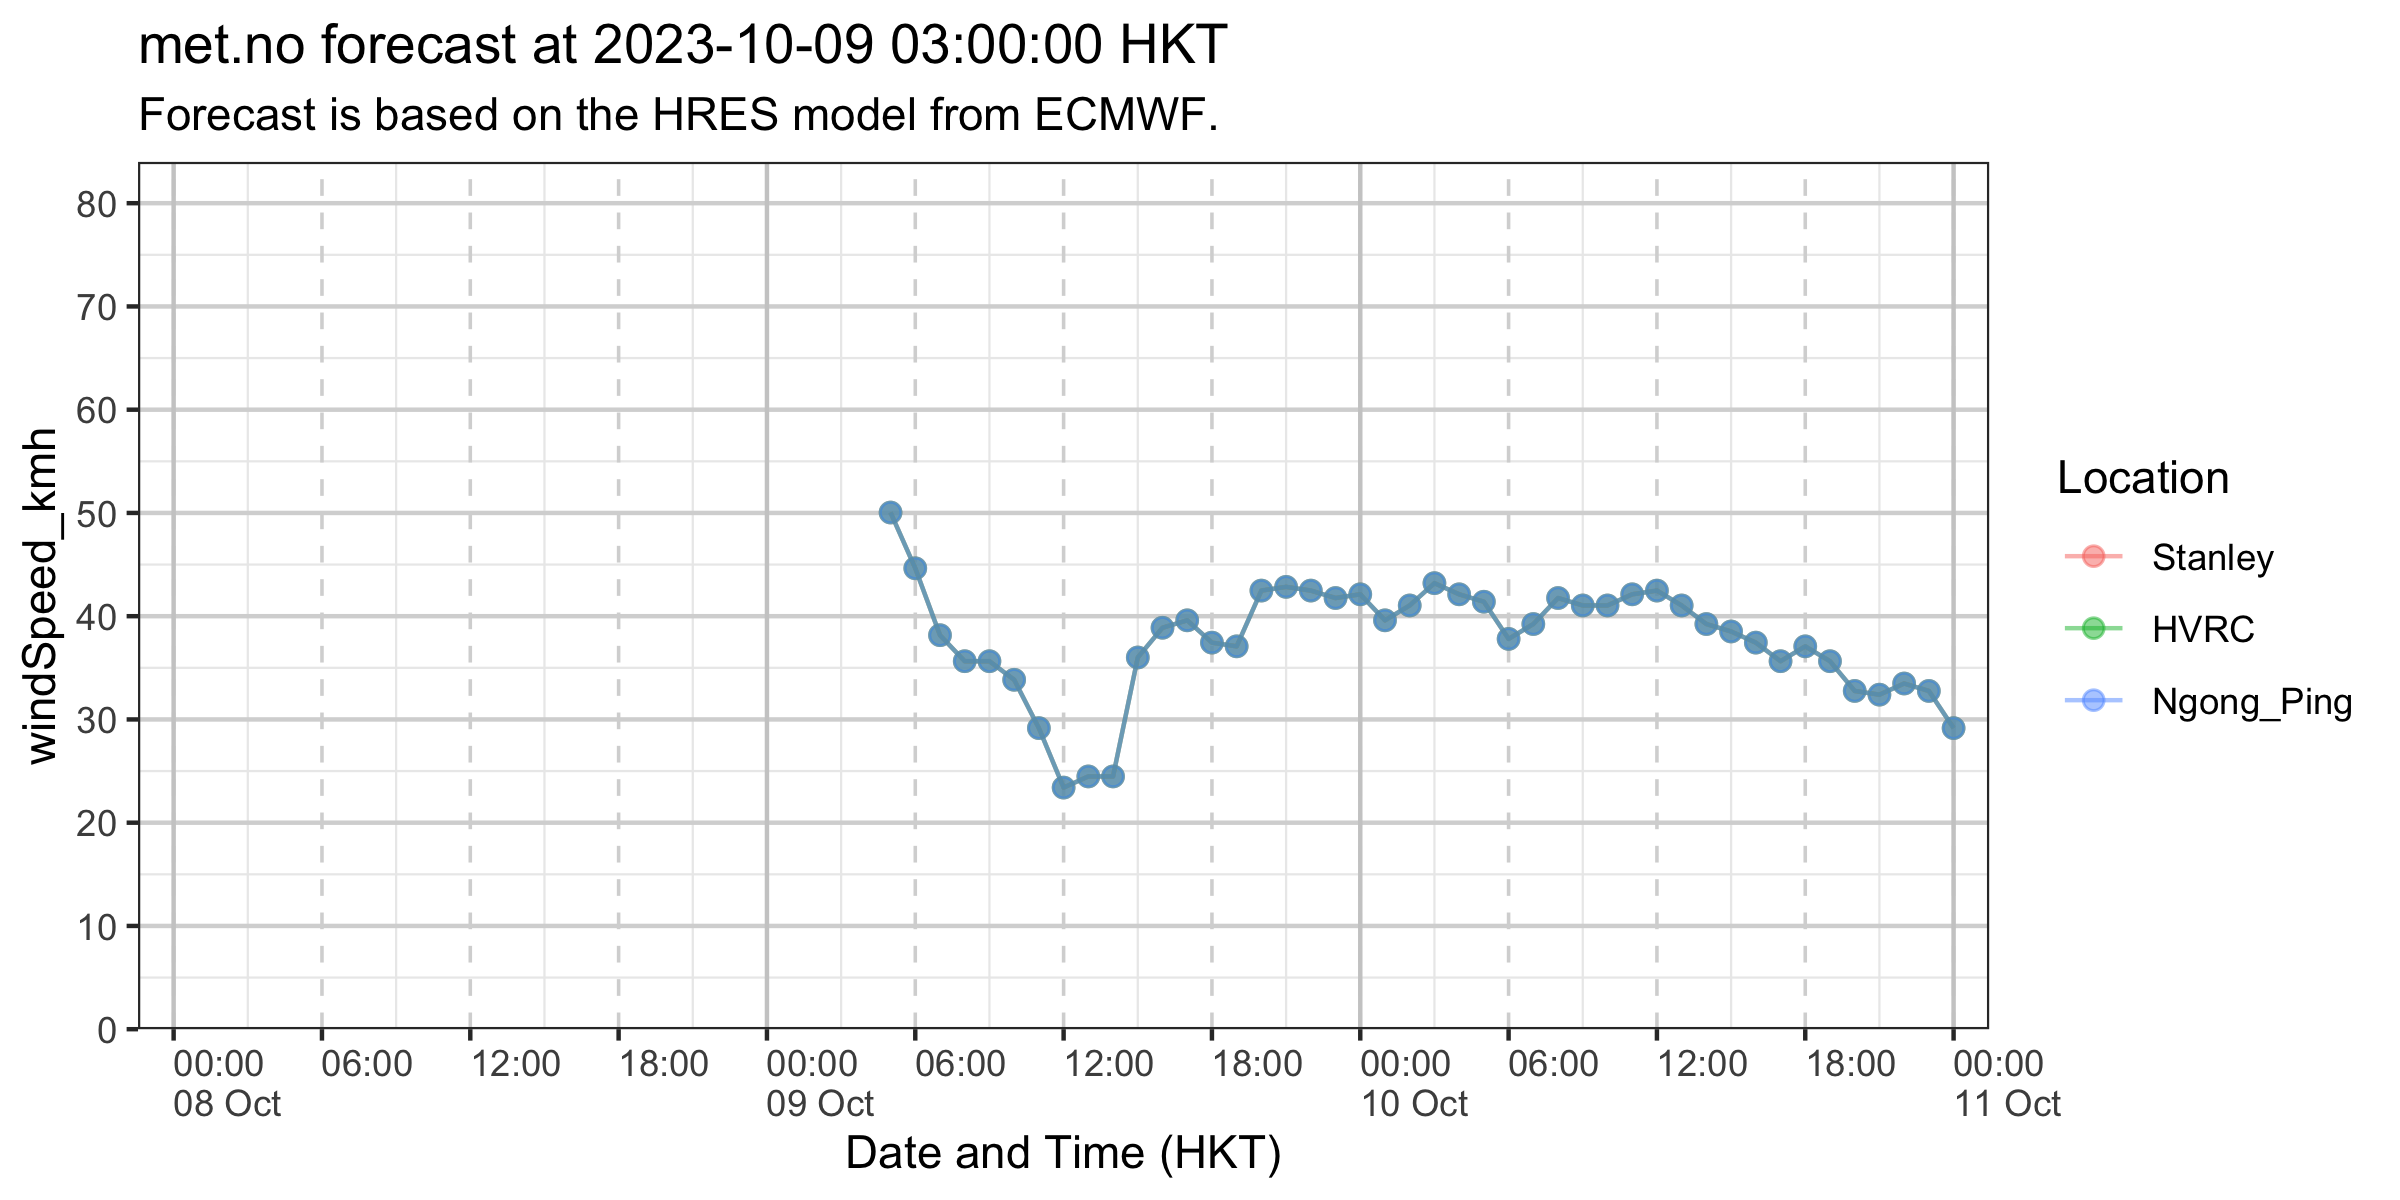 met.no forecast at 2023-10-09 03:00:00 HKT
Forecast is based on the HRES model from ECMWF.
windSpeed_kmh
80
70
60
50
40
30
20
10
0
00:00 06:00 12:00 18:00 00:00 06:00 12:00 18:00 00:00 06:00 12:00 18:00 00:00
08 Oct 09 Oct 10 Oct 11 Oct
Date and Time (HKT)
Location
Stanley
HVRC
Ngong_Ping